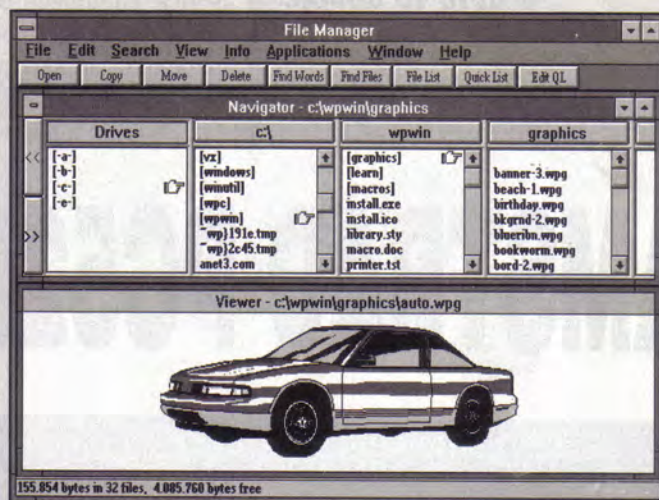 File Manager
File Edit Search View Info Applications Window Help
Open Copy Move Delete Find Words Find Files File List Quick List Edit QL
Navigator - c:\wpwin\graphics
Drives c:\ wpwin graphics
<<
>>
[-a-]
[-b-]
[-c-]
[-e-]
[vz]
[windows]
[winutil]
[wpc]
[wpwin]
~wp}191e.tmp
~wp}2c45.tmp
anet3.com
[graphics]
[learn]
[macros]
install.exe
install.ico
library.sty
macro.doc
printer.tst
banner-3.wpg
beach-1.wpg
birthday.wpg
bkgrnd-2.wpg
blueribn.wpg
bookworm.wpg
bord-2.wpg
Viewer - c:\wpwin\graphics\auto.wpg
155,854 bytes in 32 files, 4,085,760 bytes free